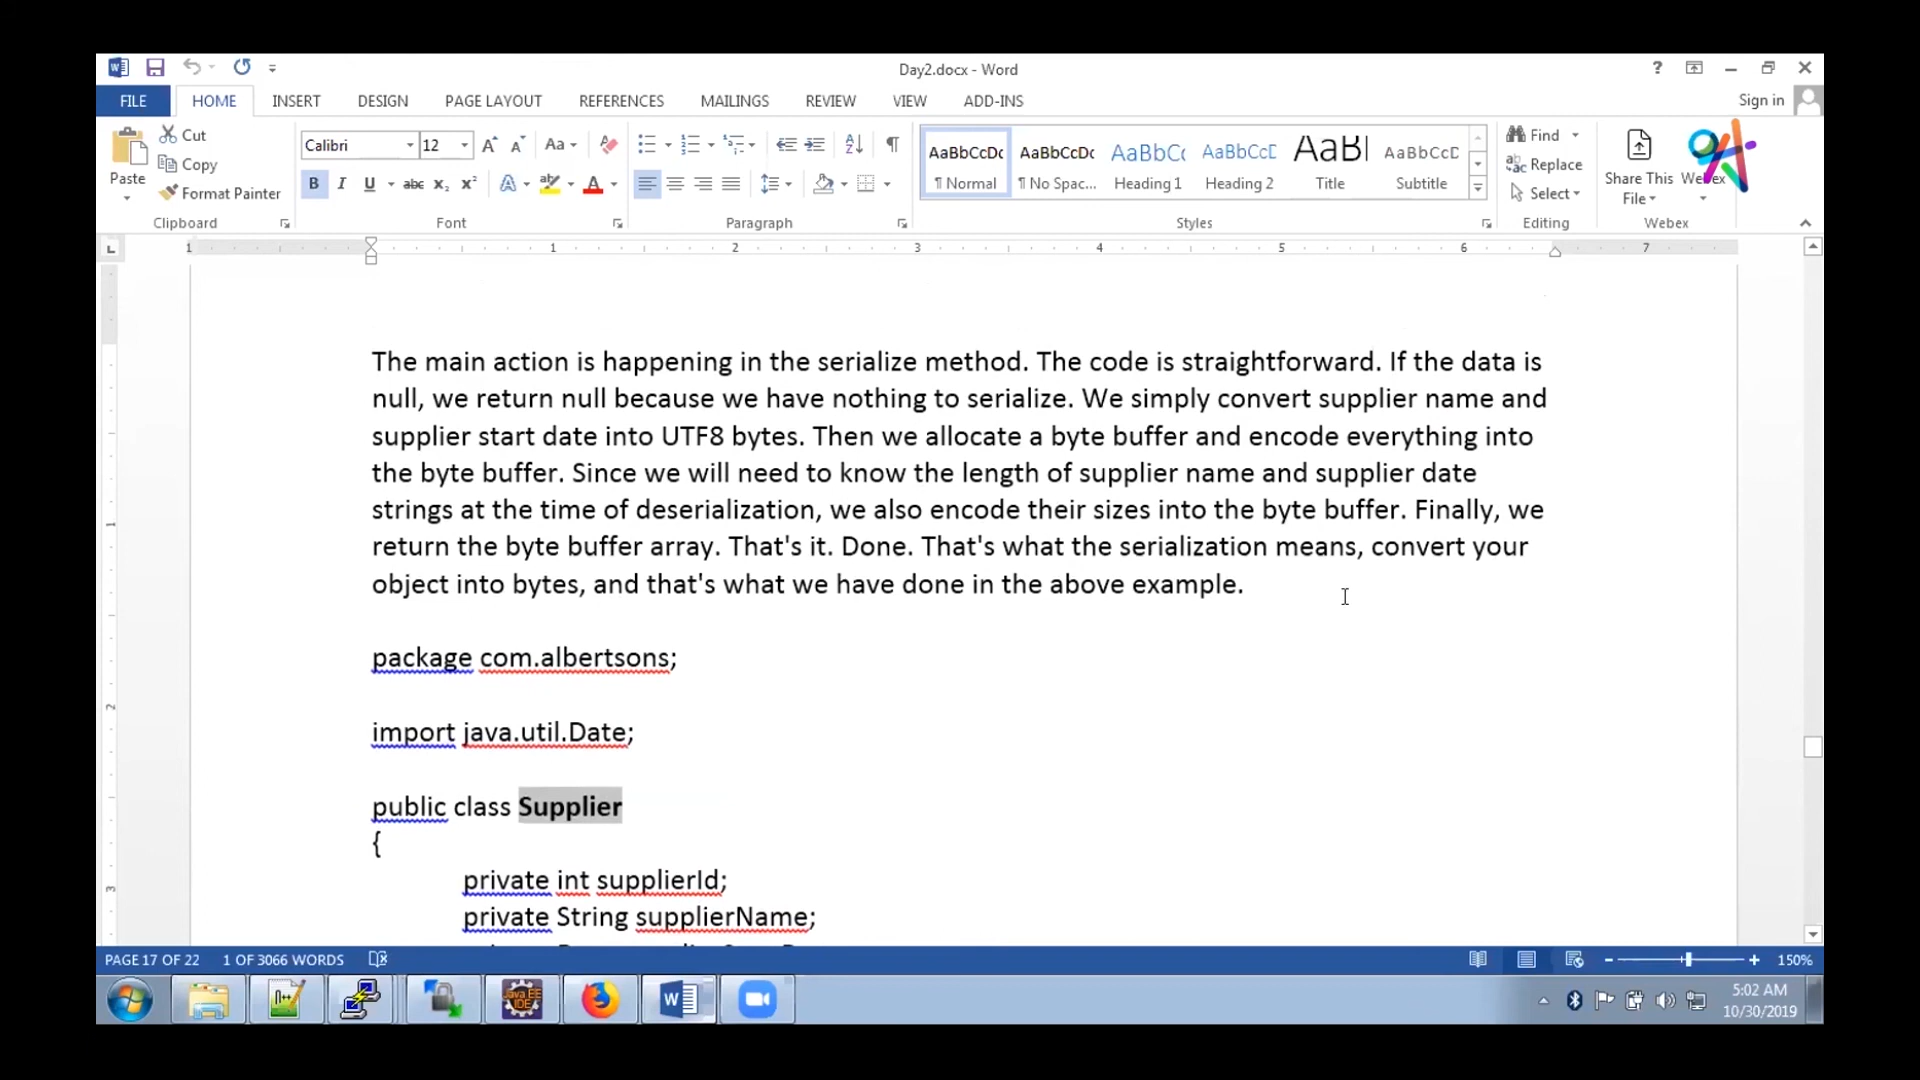 Day2.docx - Word
?
FILE HOME INSERT DESIGN PAGE LAYOUT REFERENCES MAILINGS REVIEW VIEW ADD-INS Sign in
Paste
Cut
Copy
Format Painter
Clipboard
Calibri 12
Font
Paragraph
AaBbCcDc AaBbCcDc AaBbC AaBbCcD AaBl AaBbCcD
¶ Normal ¶ No Spac... Heading 1 Heading 2 Title Subtitle
Styles
Find
Replace
Select
Editing
Share This File
Webex
Webex
1 1 2 3 4 5 6 7
The main action is happening in the serialize method. The code is straightforward. If the data is
null, we return null because we have nothing to serialize. We simply convert supplier name and
supplier start date into UTF8 bytes. Then we allocate a byte buffer and encode everything into
the byte buffer. Since we will need to know the length of supplier name and supplier date
strings at the time of deserialization, we also encode their sizes into the byte buffer. Finally, we
return the byte buffer array. That's it. Done. That's what the serialization means, convert your
object into bytes, and that's what we have done in the above example.
package com.albertsons;
import java.util.Date;
public class Supplier
{
private int supplierId;
private String supplierName;
PAGE 17 OF 22 1 OF 3066 WORDS 150%
5:02 AM
10/30/2019